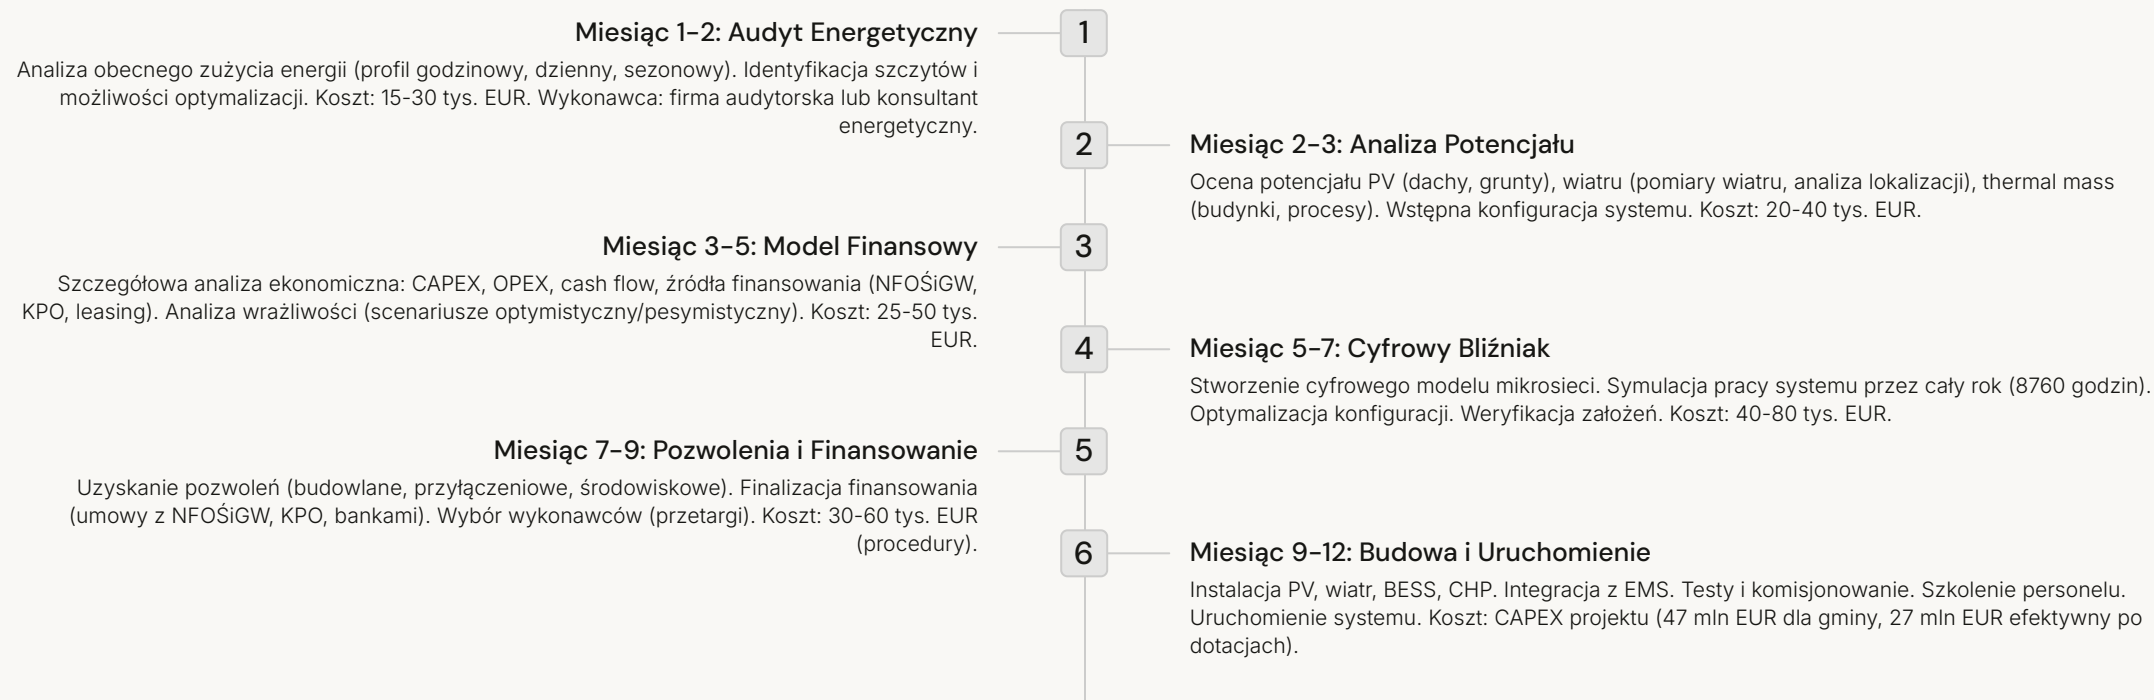 1
Miesiąc 1-2: Audyt Energetyczny
Analiza obecnego zużycia energii (profil godzinowy, dzienny, sezonowy). Identyfikacja szczytów i
możliwości optymalizacji. Koszt: 15-30 tys. EUR. Wykonawca: firma audytorska lub konsultant
energetyczny.
2
Miesiąc 2-3: Analiza Potencjału
Ocena potencjału PV (dachy, grunty), wiatru (pomiary wiatru, analiza lokalizacji), thermal mass
(budynki, procesy). Wstępna konfiguracja systemu. Koszt: 20-40 tys. EUR.
3
Miesiąc 3-5: Model Finansowy
Szczegółowa analiza ekonomiczna: CAPEX, OPEX, cash flow, źródła finansowania (NFOŚiGW,
KPO, leasing). Analiza wrażliwości (scenariusze optymistyczny/pesymistyczny). Koszt: 25-50 tys.
EUR.
4
Miesiąc 5-7: Cyfrowy Bliźniak
Stworzenie cyfrowego modelu mikrosieci. Symulacja pracy systemu przez cały rok (8760 godzin).
Optymalizacja konfiguracji. Weryfikacja założeń. Koszt: 40-80 tys. EUR.
5
Miesiąc 7-9: Pozwolenia i Finansowanie
Uzyskanie pozwoleń (budowlane, przyłączeniowe, środowiskowe). Finalizacja finansowania
(umowy z NFOŚiGW, KPO, bankami). Wybór wykonawców (przetargi). Koszt: 30-60 tys. EUR
(procedury).
6
Miesiąc 9-12: Budowa i Uruchomienie
Instalacja PV, wiatr, BESS, CHP. Integracja z EMS. Testy i komisjonowanie. Szkolenie personelu.
Uruchomienie systemu. Koszt: CAPEX projektu (47 mln EUR dla gminy, 27 mln EUR efektywny po
dotacjach).